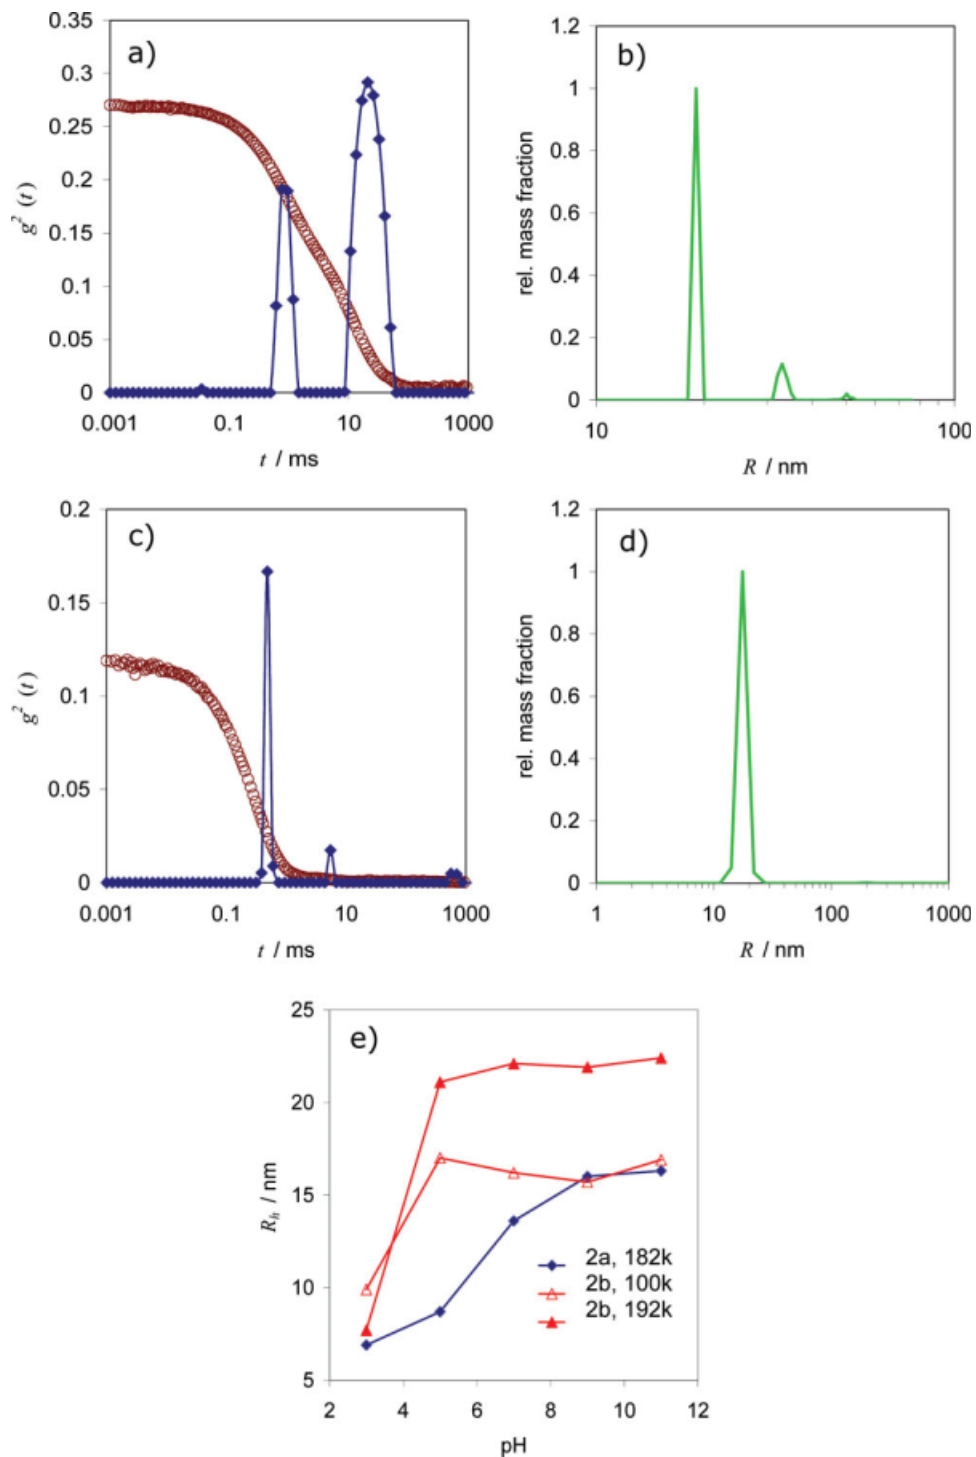 a)
g² (t)
0.35
0.3
0.25
0.2
0.15
0.1
0.05
0
0.001 0.1 10 1000
t / ms
b)
rel. mass fraction
1.2
1
0.8
0.6
0.4
0.2
0
10 100
R / nm
c)
g² (t)
0.2
0.15
0.1
0.05
0
0.001 0.1 10 1000
t / ms
d)
rel. mass fraction
1.2
1
0.8
0.6
0.4
0.2
0
1 10 100 1000
R / nm
e)
R_h / nm
25
20
15
10
5
2a, 182k
2b, 100k
2b, 192k
2 4 6 8 10 12
pH